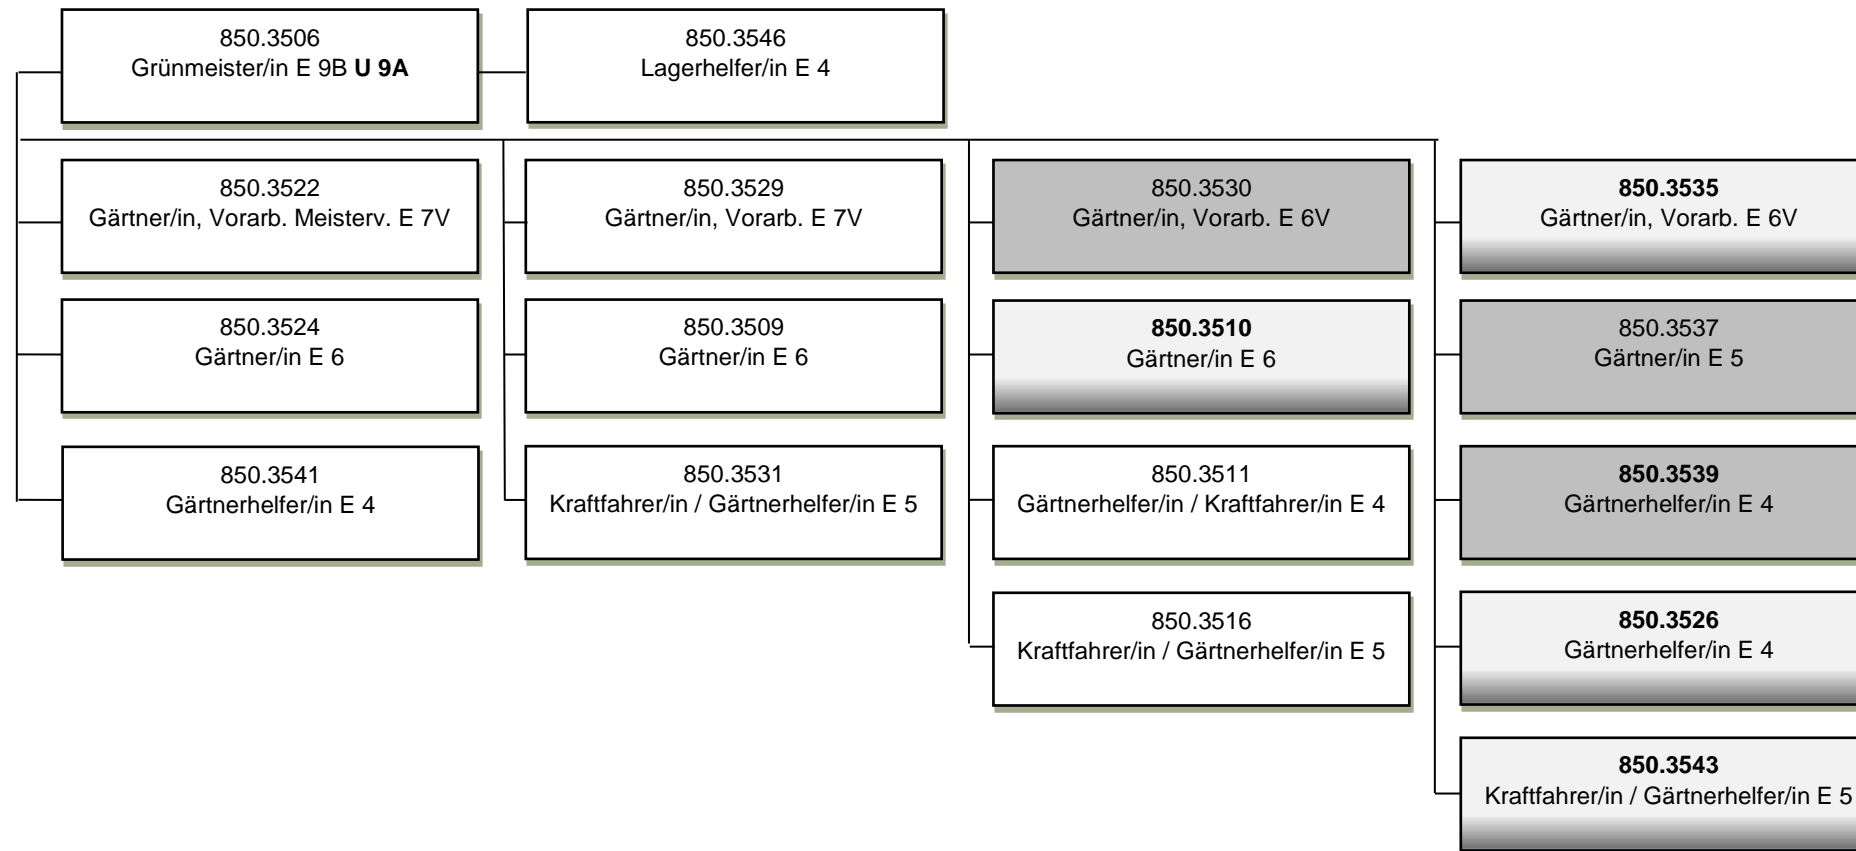 850.3506
Grünmeister/in E 9B U 9A
850.3546
Lagerhelfer/in E 4
850.3522
Gärtner/in, Vorarb. Meisterv. E 7V
850.3529
Gärtner/in, Vorarb. E 7V
850.3530
Gärtner/in, Vorarb. E 6V
850.3535
Gärtner/in, Vorarb. E 6V
850.3524
Gärtner/in E 6
850.3509
Gärtner/in E 6
850.3510
Gärtner/in E 6
850.3537
Gärtner/in E 5
850.3541
Gärtnerhelfer/in E 4
850.3531
Kraftfahrer/in / Gärtnerhelfer/in E 5
850.3511
Gärtnerhelfer/in / Kraftfahrer/in E 4
850.3539
Gärtnerhelfer/in E 4
850.3516
Kraftfahrer/in / Gärtnerhelfer/in E 5
850.3526
Gärtnerhelfer/in E 4
850.3543
Kraftfahrer/in / Gärtnerhelfer/in E 5